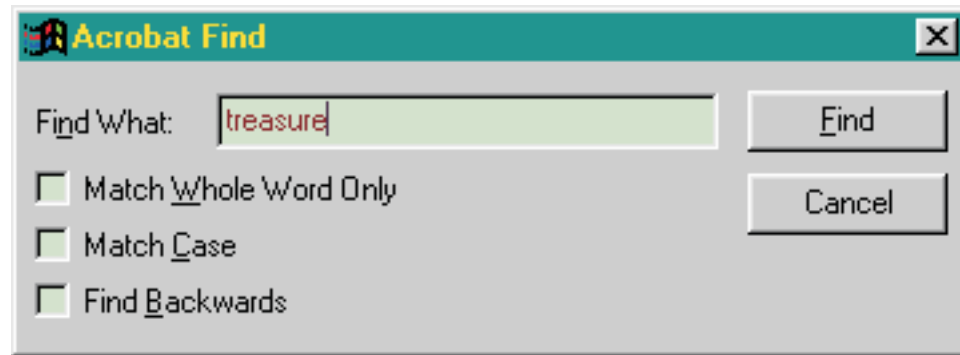 Acrobat Find
Find What: treasure Find
Match Whole Word Only Cancel
Match Case
Find Backwards